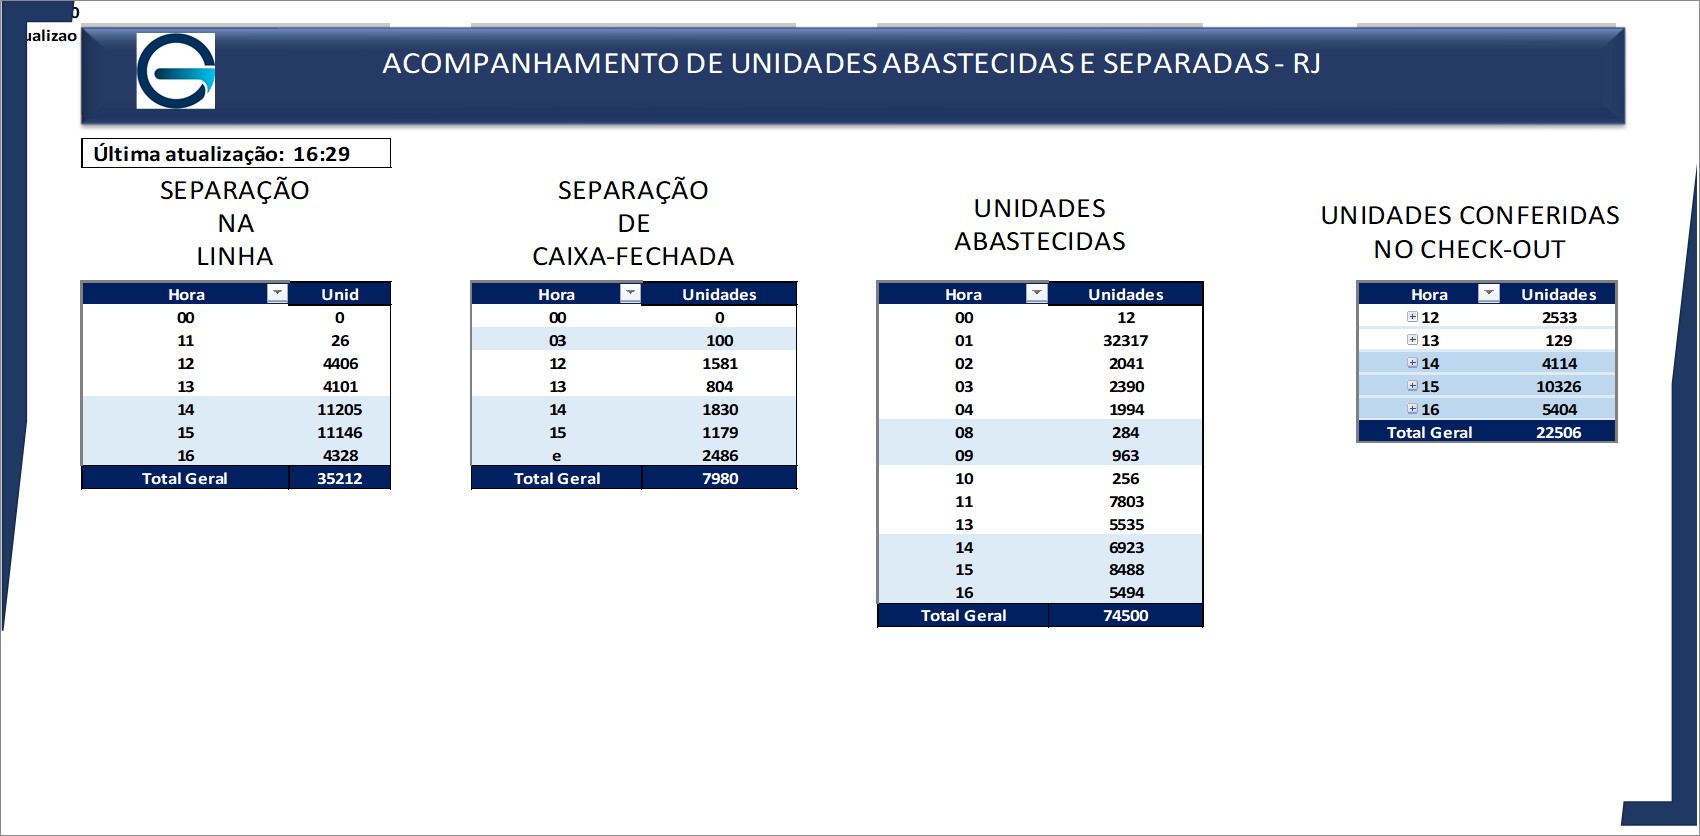 0
ualizao
ACOMPANHAMENTO DE UNIDADES ABASTECIDAS E SEPARADAS - RJ
Última atualização: 16:29
SEPARAÇÃO
NA
LINHA
Hora Unid
00 0
11 26
12 4406
13 4101
14 11205
15 11146
16 4328
Total Geral 35212
SEPARAÇÃO
DE
CAIXA-FECHADA
Hora Unidades
00 0
03 100
12 1581
13 804
14 1830
15 1179
e 2486
Total Geral 7980
UNIDADES
ABASTECIDAS
Hora Unidades
00 12
01 32317
02 2041
03 2390
04 1994
08 284
09 963
10 256
11 7803
13 5535
14 6923
15 8488
16 5494
Total Geral 74500
UNIDADES CONFERIDAS
NO CHECK-OUT
Hora Unidades
12 2533
13 129
14 4114
15 10326
16 5404
Total Geral 22506